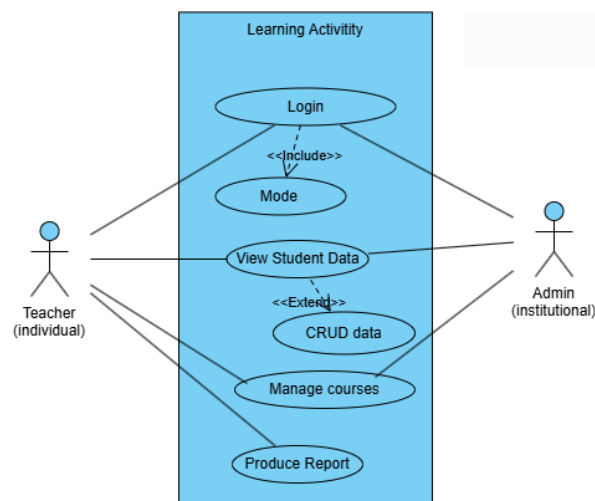 Learning Activitity
Login
<<Include>>
Mode
View Student Data
<<Extend>>
CRUD data
Manage courses
Produce Report
Teacher
(individual)
Admin
(institutional)